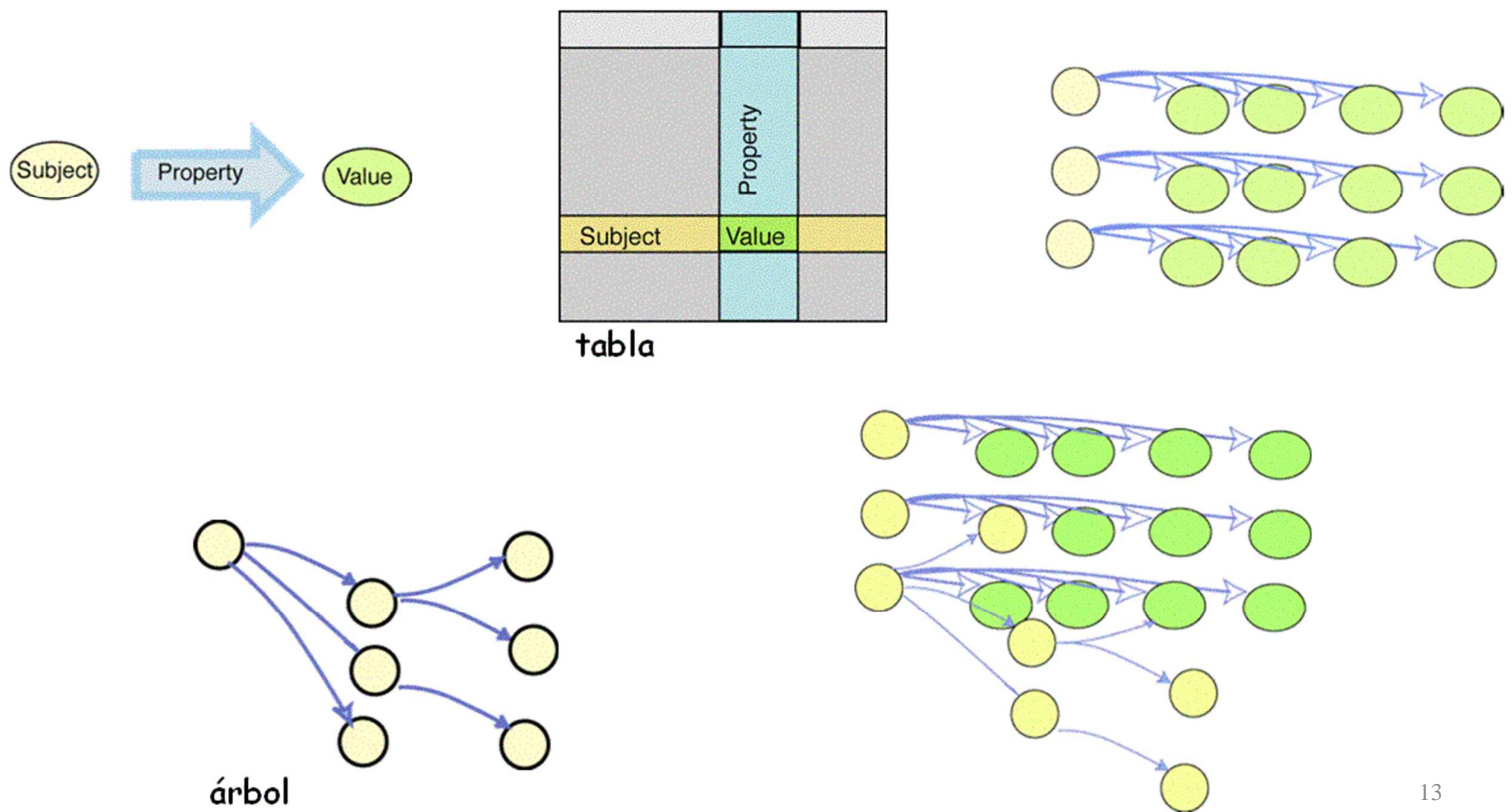 Subject
Property
Value
Property
Subject
Value
tabla
árbol
13